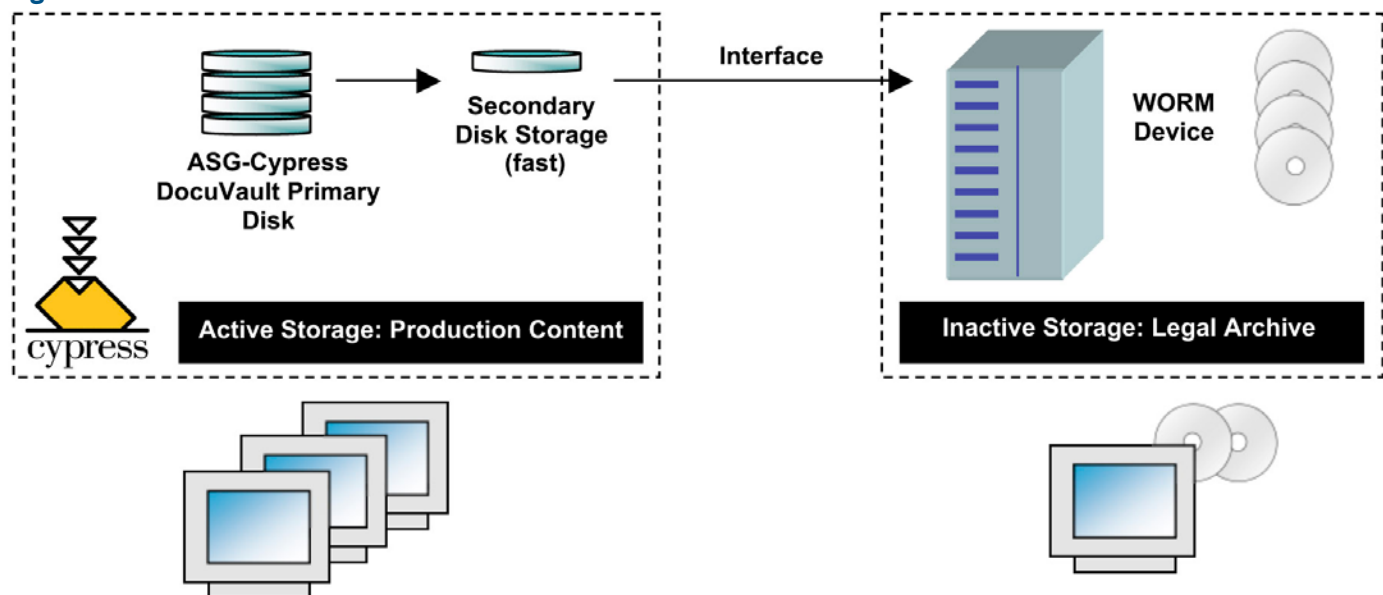 Interface
ASG-Cypress
DocuVault Primary
Disk
Secondary
Disk Storage
(fast)
WORM
Device
cypress
Active Storage: Production Content
Inactive Storage: Legal Archive